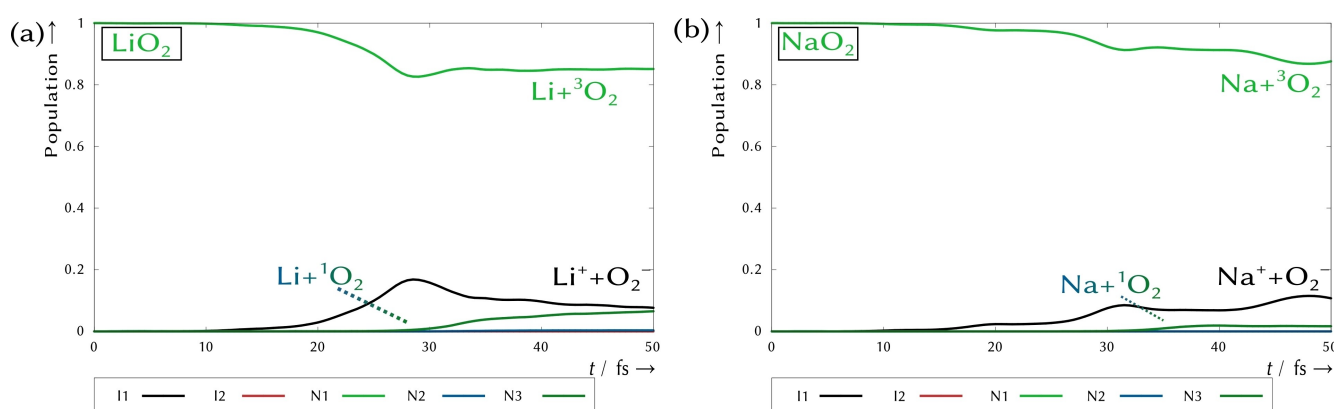 (a)
Population →
LiO₂
1
0.8
0.6
0.4
0.2
0
Li+³O₂
Li+¹O₂
Li⁺+O₂⁻
0 10 20 30 40 50
t / fs →
I1 I2 N1 N2 N3
(b)
Population →
NaO₂
1
0.8
0.6
0.4
0.2
0
Na+³O₂
Na+¹O₂
Na⁺+O₂⁻
0 10 20 30 40 50
t / fs →
I1 I2 N1 N2 N3